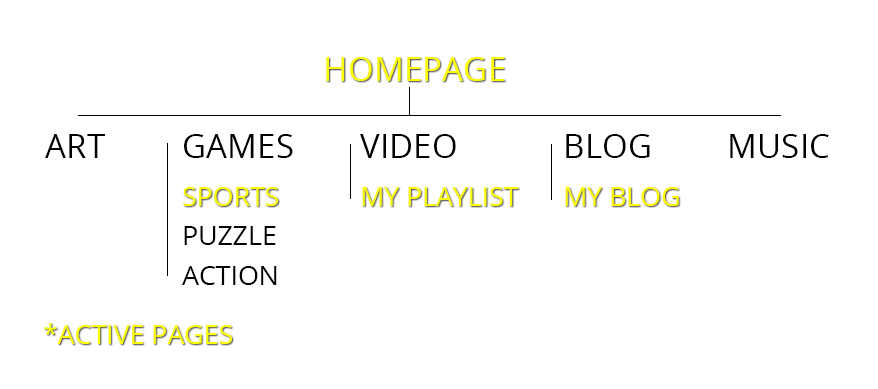 HOMEPAGE
ART GAMES VIDEO BLOG MUSIC
SPORTS MY PLAYLIST MY BLOG
PUZZLE
ACTION
*ACTIVE PAGES